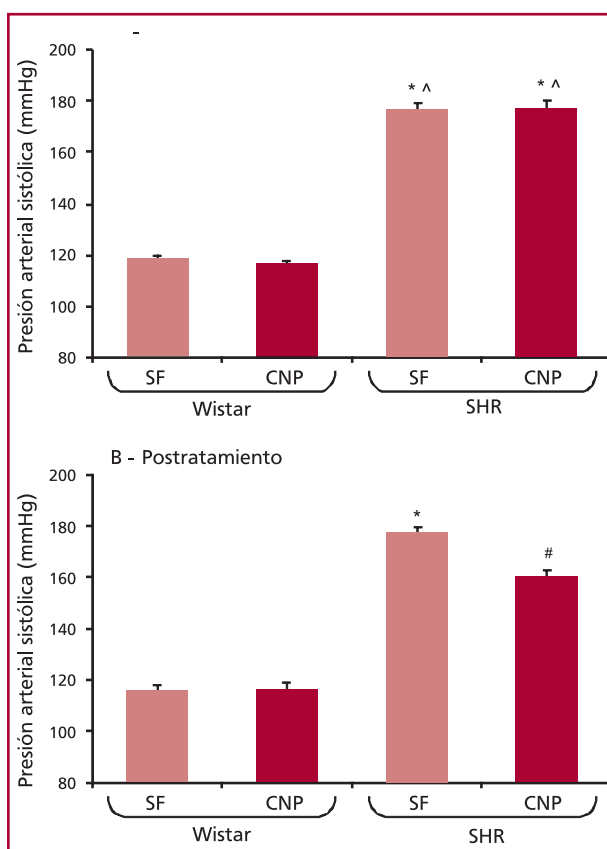 -
Presión arterial sistólica (mmHg)
200
180
160
140
120
100
80
* ^
* ^
SF
CNP
SF
CNP
Wistar
SHR
B - Postratamiento
Presión arterial sistólica (mmHg)
200
180
160
140
120
100
80
*
#
SF
CNP
SF
CNP
Wistar
SHR